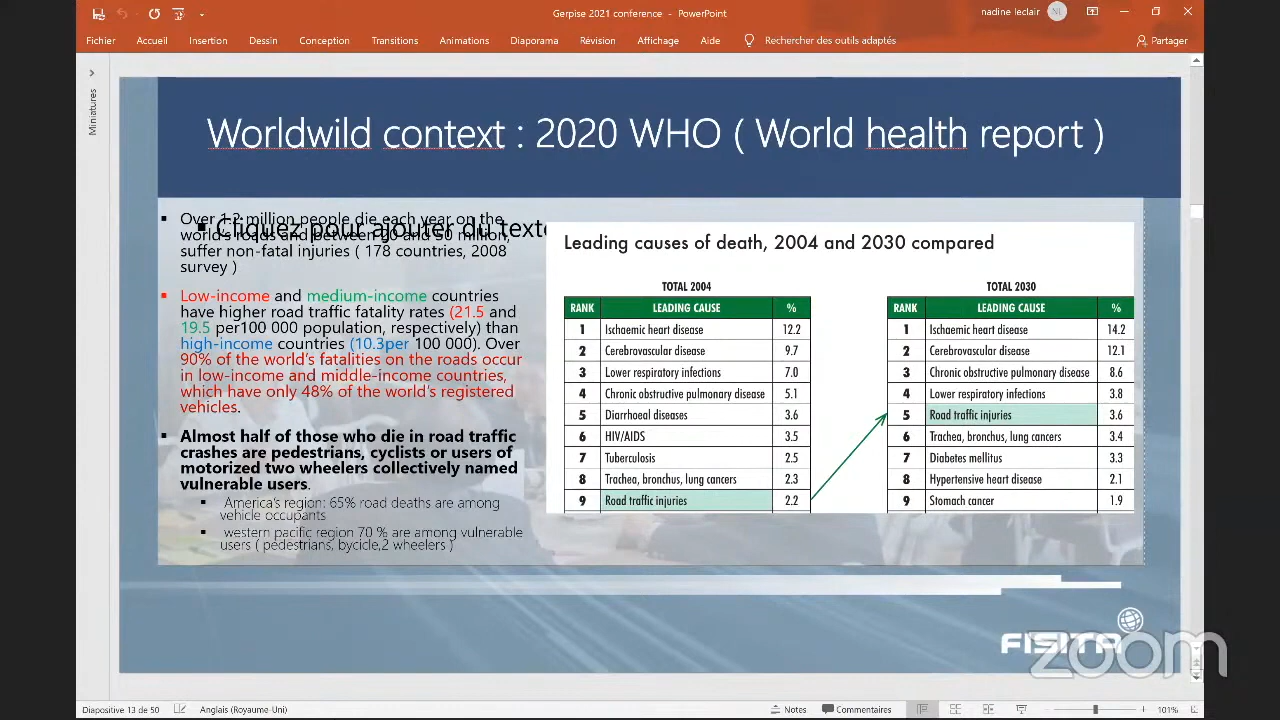 Gerpise 2021 conference - PowerPoint
nadine leclair
NL
Fichier Accueil Insertion Dessin Conception Transitions Animations Diaporama Révision Affichage Aide Rechercher des outils adaptés Partager
Miniatures
Worldwild context : 2020 WHO ( World health report )
Cliquez pour ajouter du texte
Over 1.2 million people die each year on the
world's roads and between 20 and 50 million,
suffer non-fatal injuries ( 178 countries, 2008
survey )
Low-income and medium-income countries
have higher road traffic fatality rates (21.5 and
19.5 per100 000 population, respectively) than
high-income countries (10.3per 100 000). Over
90% of the world's fatalities on the roads occur
in low-income and middle-income countries,
which have only 48% of the world's registered
vehicles.
Almost half of those who die in road traffic
crashes are pedestrians, cyclists or users of
motorized two wheelers collectively named
vulnerable users.
America's region: 65% road deaths are among
vehicle occupants
western pacific region 70 % are among vulnerable
users ( pedestrians, bycicle,2 wheelers )
Leading causes of death, 2004 and 2030 compared
TOTAL 2004
RANK LEADING CAUSE %
1 Ischaemic heart disease 12.2
2 Cerebrovascular disease 9.7
3 Lower respiratory infections 7.0
4 Chronic obstructive pulmonary disease 5.1
5 Diarrhoeal diseases 3.6
6 HIV/AIDS 3.5
7 Tuberculosis 2.5
8 Trachea, bronchus, lung cancers 2.3
9 Road traffic injuries 2.2
TOTAL 2030
RANK LEADING CAUSE %
1 Ischaemic heart disease 14.2
2 Cerebrovascular disease 12.1
3 Chronic obstructive pulmonary disease 8.6
4 Lower respiratory infections 3.8
5 Road traffic injuries 3.6
6 Trachea, bronchus, lung cancers 3.4
7 Diabetes mellitus 3.3
8 Hypertensive heart disease 2.1
9 Stomach cancer 1.9
FISITA
zoom
Diapositive 13 de 50 Anglais (Royaume-Uni) Notes Commentaires 101%